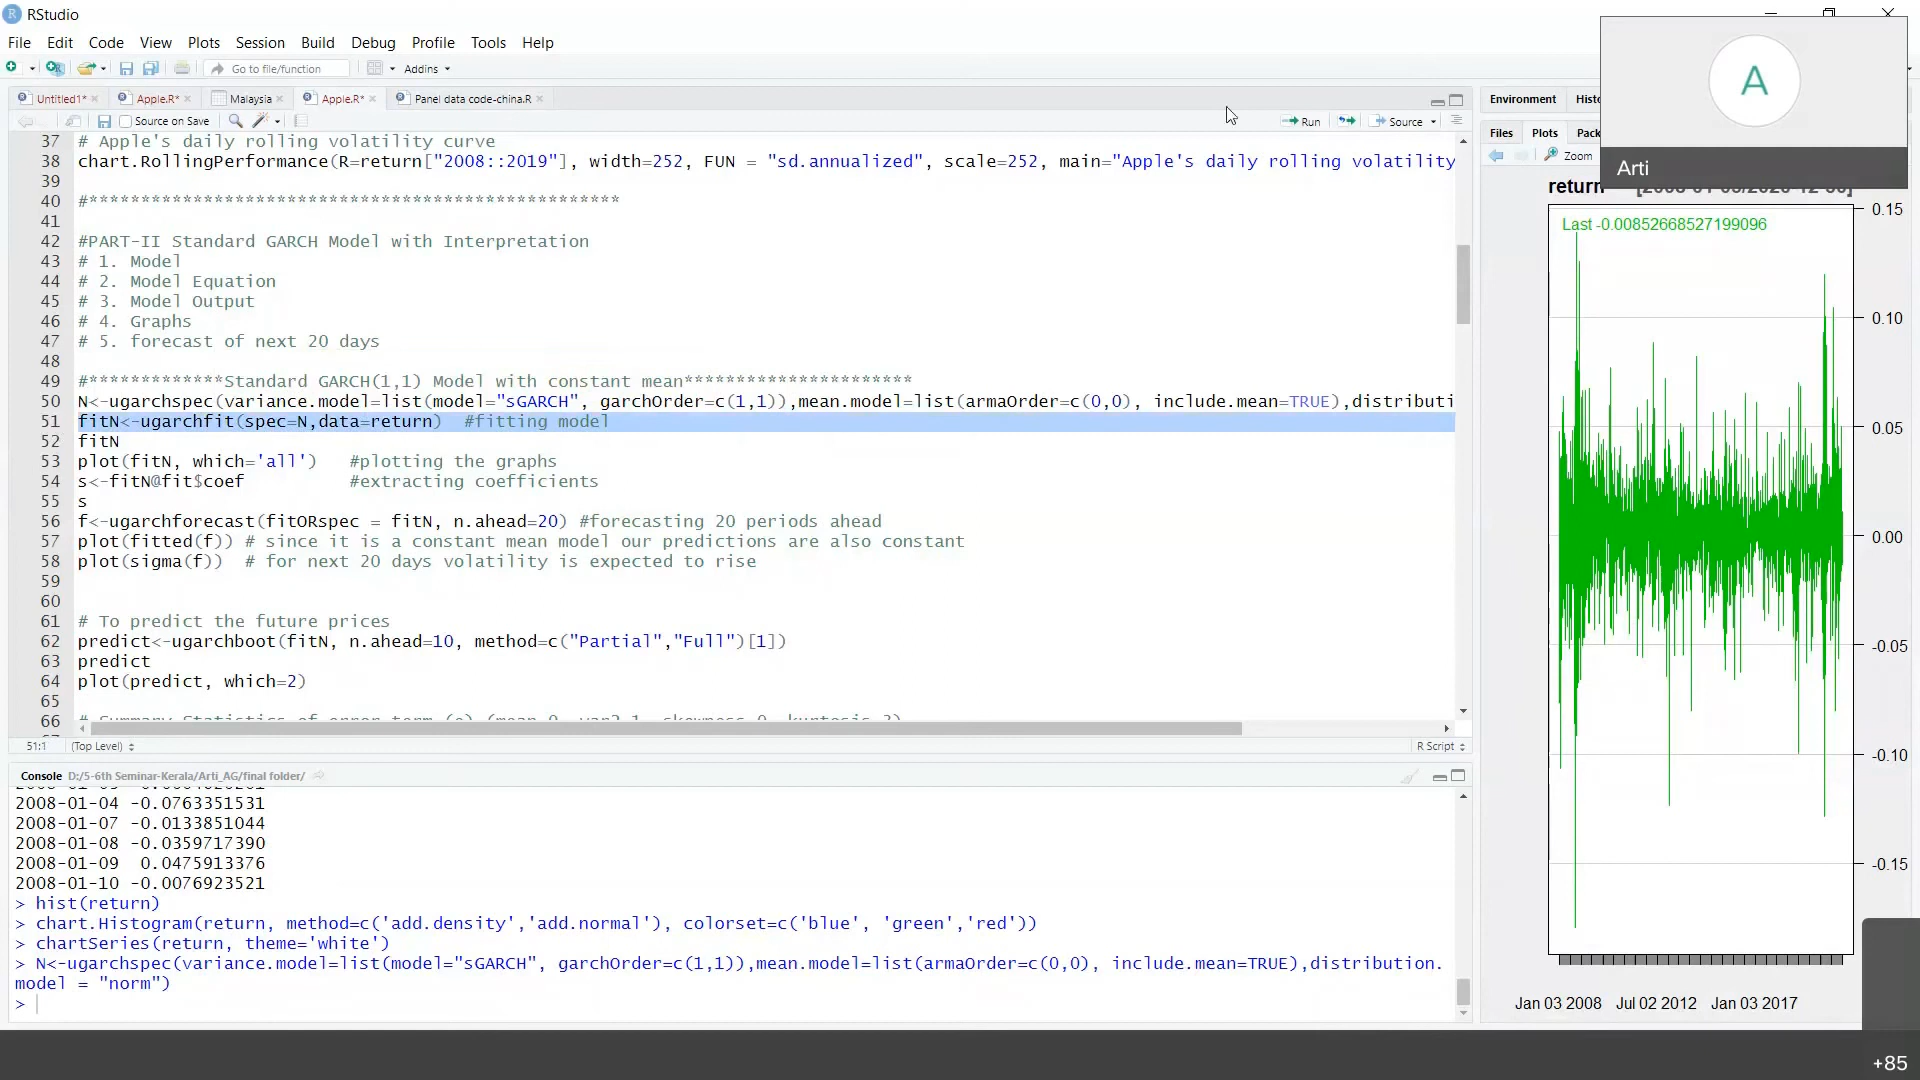 RStudio
File Edit Code View Plots Session Build Debug Profile Tools Help
Go to file/function Addins
Untitled1* Apple.R* Malaysia Apple.R* Panel data code-china.R
Source on Save Run Source
37 # Apple's daily rolling volatility curve
38 chart.RollingPerformance(R=return["2008::2019"], width=252, FUN = "sd.annualized", scale=252, main="Apple's daily rolling volatility
39
40 #***************************************************
41
42 #PART-II Standard GARCH Model with Interpretation
43 # 1. Model
44 # 2. Model Equation
45 # 3. Model Output
46 # 4. Graphs
47 # 5. forecast of next 20 days
48
49 #*************Standard GARCH(1,1) Model with constant mean**********************
50 N<-ugarchspec(variance.model=list(model="sGARCH", garchOrder=c(1,1)),mean.model=list(armaOrder=c(0,0), include.mean=TRUE),distributi
51 fitN<-ugarchfit(spec=N,data=return) #fitting model
52 fitN
53 plot(fitN, which='all') #plotting the graphs
54 s<-fitN@fit$coef #extracting coefficients
55 s
56 f<-ugarchforecast(fitORspec = fitN, n.ahead=20) #forecasting 20 periods ahead
57 plot(fitted(f)) # since it is a constant mean model our predictions are also constant
58 plot(sigma(f)) # for next 20 days volatility is expected to rise
59
60
61 # To predict the future prices
62 predict<-ugarchboot(fitN, n.ahead=10, method=c("Partial","Full")[1])
63 predict
64 plot(predict, which=2)
65
66
51:1 (Top Level) R Script
Console D:/5-6th Seminar-Kerala/Arti_AG/final folder/
2008-01-04 -0.0763351531
2008-01-07 -0.0133851044
2008-01-08 -0.0359717390
2008-01-09 0.0475913376
2008-01-10 -0.0076923521
> hist(return)
> chart.Histogram(return, method=c('add.density','add.normal'), colorset=c('blue', 'green','red'))
> chartSeries(return, theme='white')
> N<-ugarchspec(variance.model=list(model="sGARCH", garchOrder=c(1,1)),mean.model=list(armaOrder=c(0,0), include.mean=TRUE),distribution.
model = "norm")
>
Environment Histo
Files Plots Pack
Zoom
A
Arti
return
Last -0.00852668527199096
0.15
0.10
0.05
0.00
-0.05
-0.10
-0.15
Jan 03 2008 Jul 02 2012 Jan 03 2017
+85